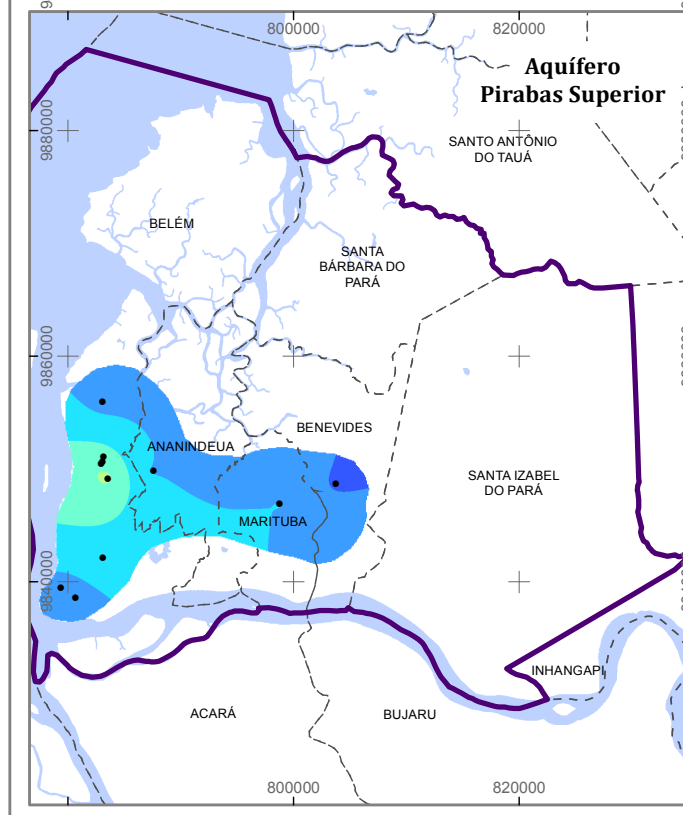 800000
820000
Aquífero
Pirabas Superior
9880000
SANTO ANTÔNIO
DO TAUÁ
BELÉM
SANTA
BÁRBARA DO
PARÁ
9860000
BENEVIDES
ANANINDEUA
SANTA IZABEL
DO PARÁ
MARITUBA
9840000
INHANGAPI
ACARÁ
BUJARU
800000
820000